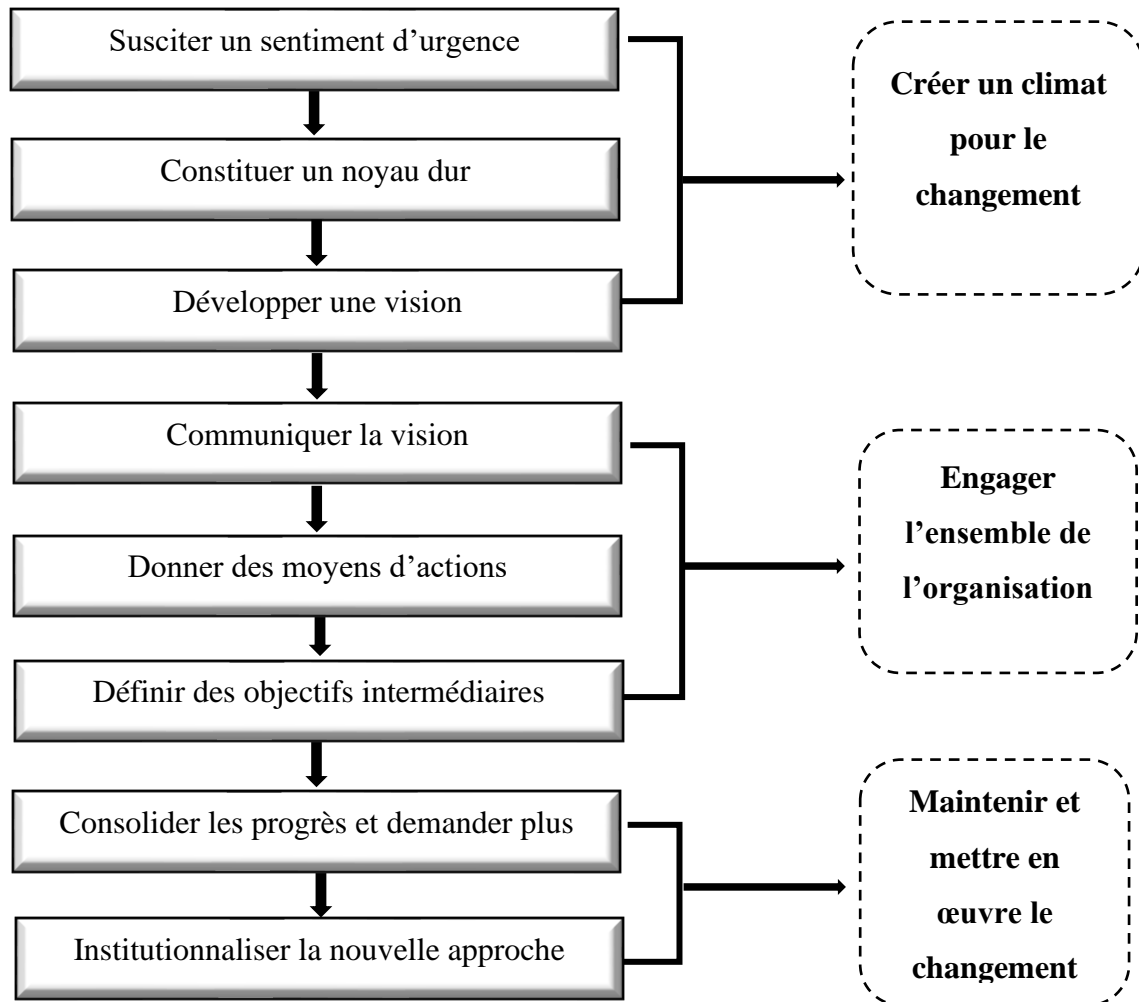 Susciter un sentiment d’urgence
Constituer un noyau dur
Développer une vision
Créer un climat
pour le
changement
Communiquer la vision
Donner des moyens d’actions
Définir des objectifs intermédiaires
Engager
l’ensemble de
l’organisation
Consolider les progrès et demander plus
Institutionnaliser la nouvelle approche
Maintenir et
mettre en
œuvre le
changement